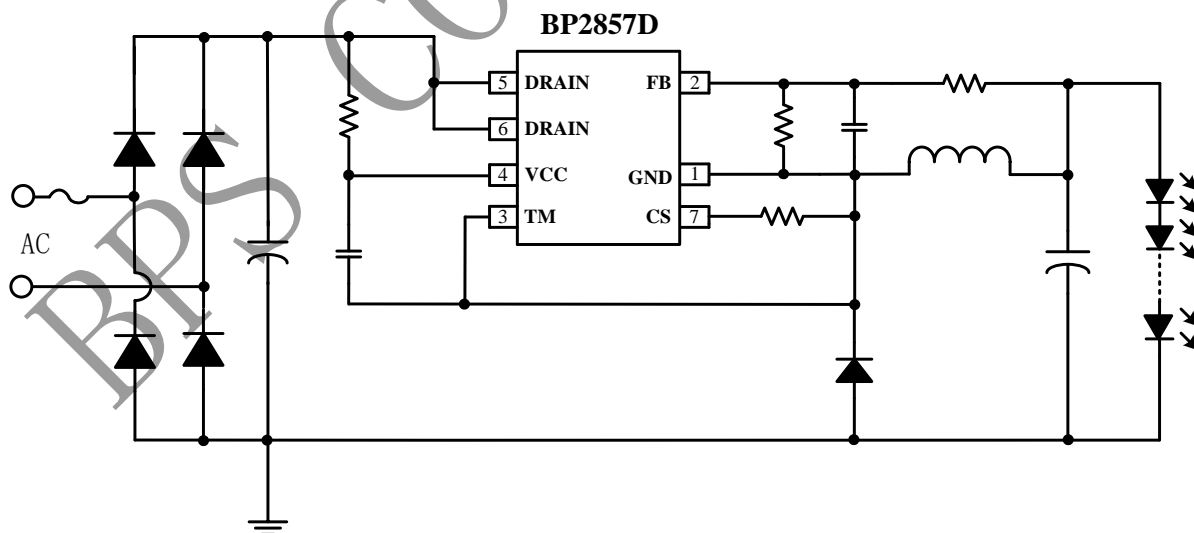 BP2857D
5 DRAIN FB 2
6 DRAIN
4 VCC GND 1
3 TM CS 7
AC
BPS